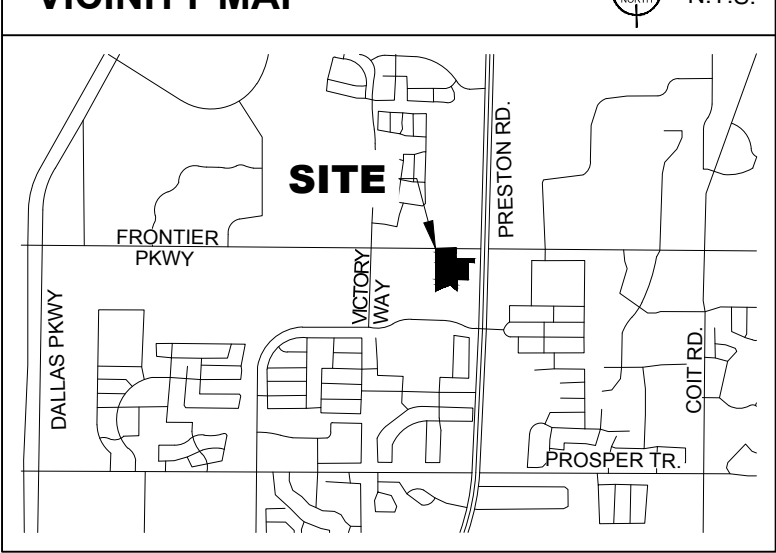 VICINITY MAP
NORTH
N.T.S.
SITE
PRESTON RD.
FRONTIER
PKWY
VICTORY
WAY
DALLAS PKWY
COIT RD.
PROSPER TR.